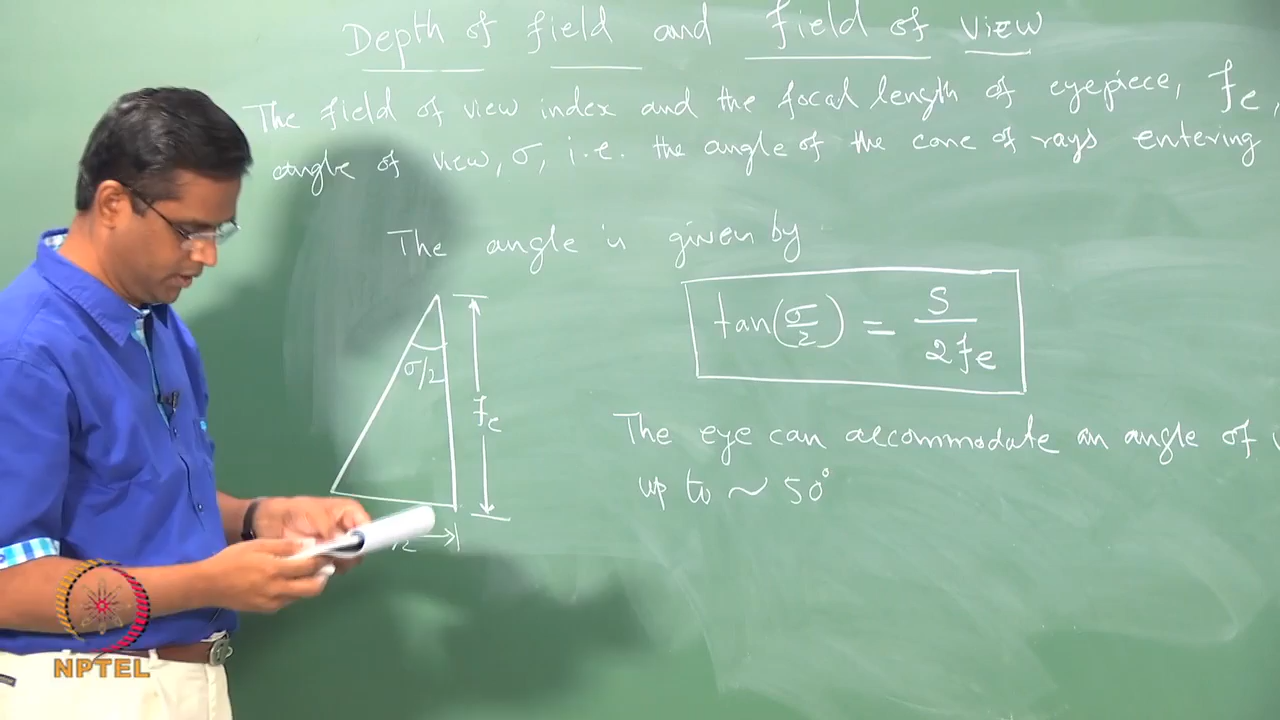 Depth of field and field of view
The field of view index and the focal length of eyepiece, fe,
angle of view, σ, i.e. the angle of the cone of rays entering
The angle is given by
tan(σ/2) = S/2fe
σ/2
fe
The eye can accommodate an angle of
up to ~ 50°
NPTEL